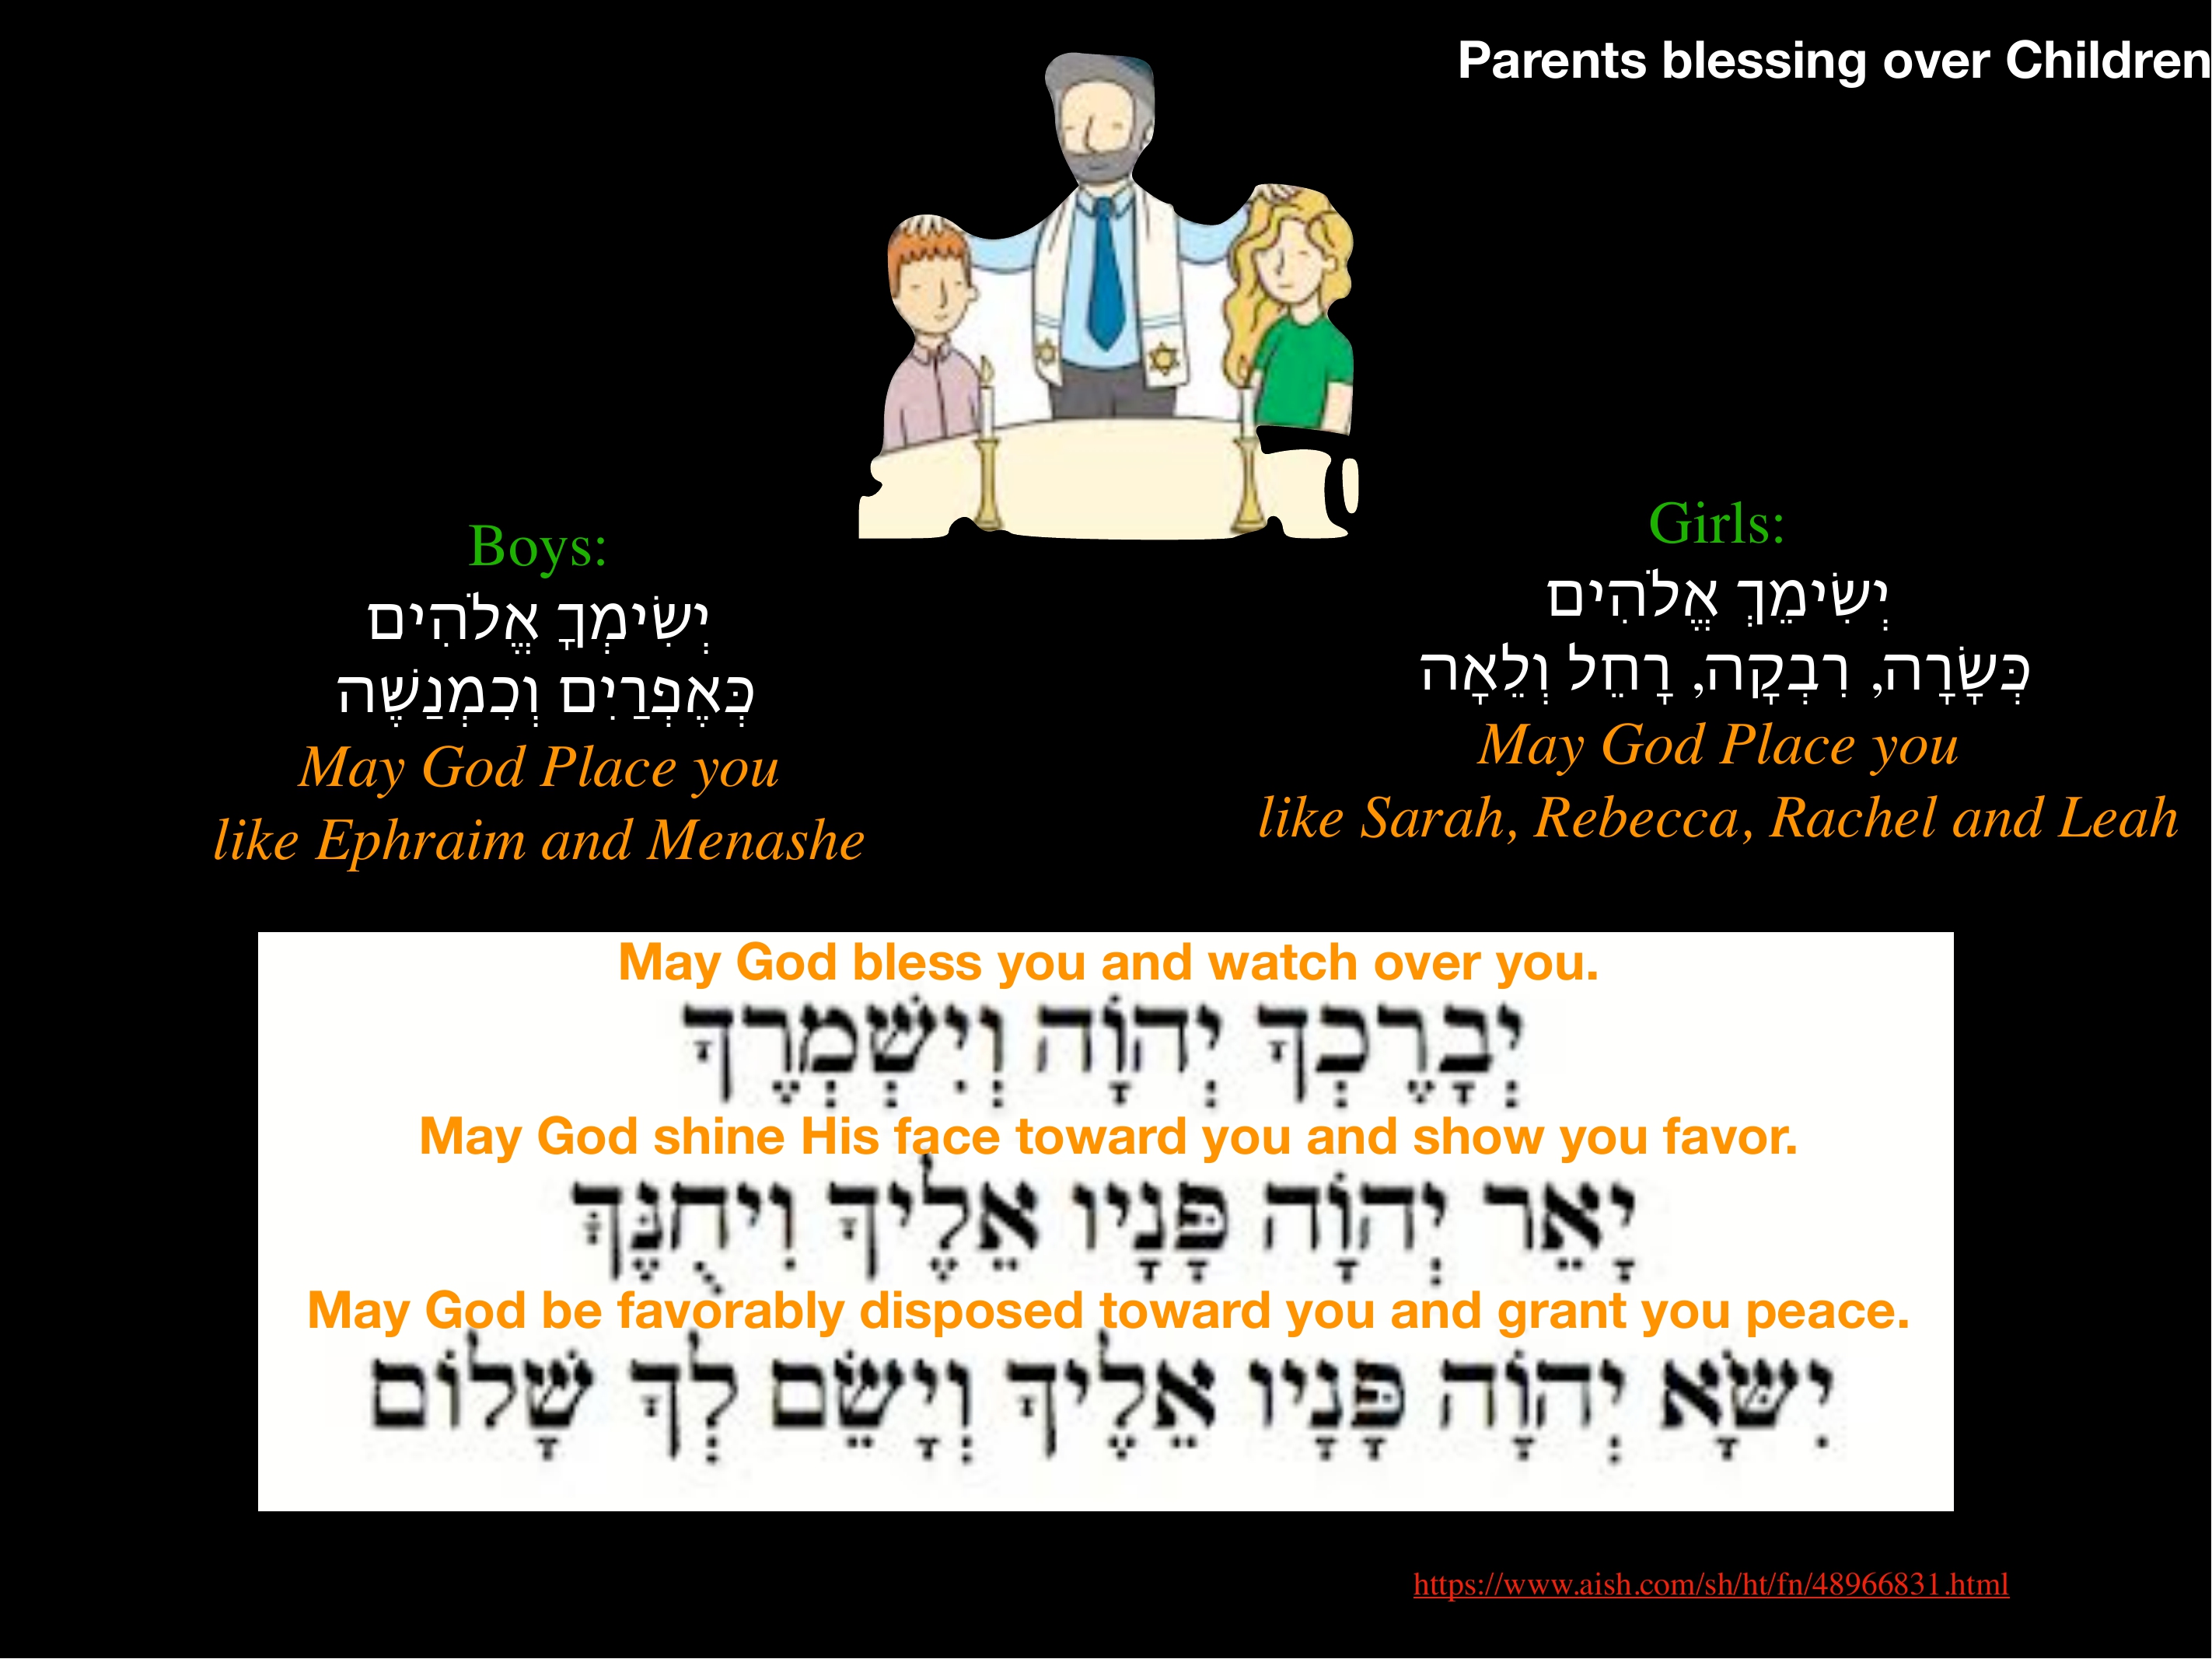 Parents blessing over Children
Boys:
יְשִׂימְךָ אֱלֹהִים
כְּאֶפְרַיִם וְכִמְנַשֶּׁה
May God Place you
like Ephraim and Menashe
Girls:
יְשִׂימֵךְ אֱלֹהִים
כְּשָׂרָה, רִבְקָה, רָחֵל וְלֵאָה
May God Place you
like Sarah, Rebecca, Rachel and Leah
May God bless you and watch over you.
יְבָרֶכְךָ יְהוָֹה וְיִשְׁמְרֶךָ
May God shine His face toward you and show you favor.
יָאֵר יְהוָֹה פָּנָיו אֵלֶיךָ וִיחֻנֶּךָּ
May God be favorably disposed toward you and grant you peace.
יִשָּׂא יְהוָֹה פָּנָיו אֵלֶיךָ וְיָשֵׂם לְךָ שָׁלוֹם
https://www.aish.com/sh/ht/fn/48966831.html